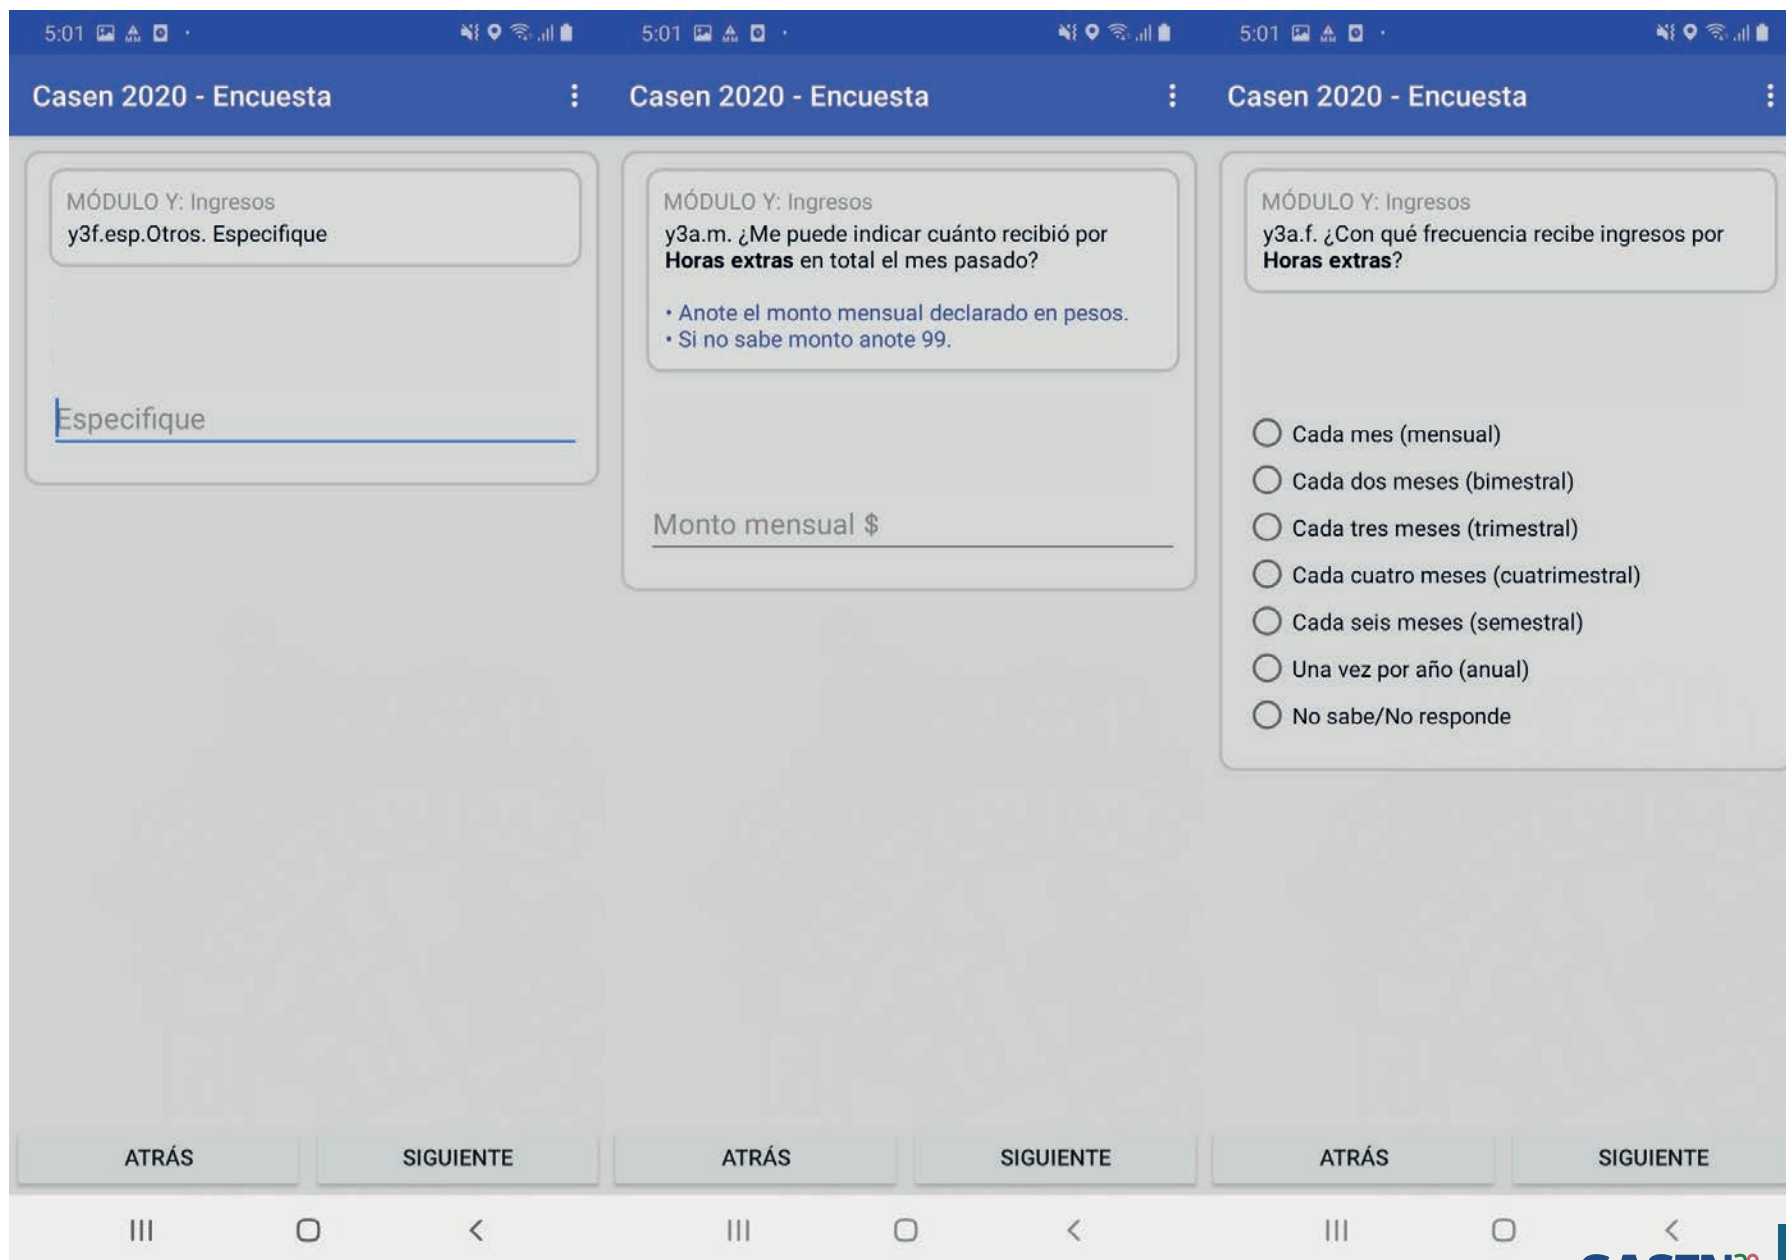 5:01
Casen 2020 - Encuesta
MÓDULO Y: Ingresos
y3f.esp.Otros. Especifique
Especifique
ATRÁS
SIGUIENTE
5:01
Casen 2020 - Encuesta
MÓDULO Y: Ingresos
y3a.m. ¿Me puede indicar cuánto recibió por
Horas extras en total el mes pasado?
• Anote el monto mensual declarado en pesos.
• Si no sabe monto anote 99.
Monto mensual $
ATRÁS
SIGUIENTE
5:01
Casen 2020 - Encuesta
MÓDULO Y: Ingresos
y3a.f. ¿Con qué frecuencia recibe ingresos por
Horas extras?
Cada mes (mensual)
Cada dos meses (bimestral)
Cada tres meses (trimestral)
Cada cuatro meses (cuatrimestral)
Cada seis meses (semestral)
Una vez por año (anual)
No sabe/No responde
ATRÁS
SIGUIENTE
CASEN